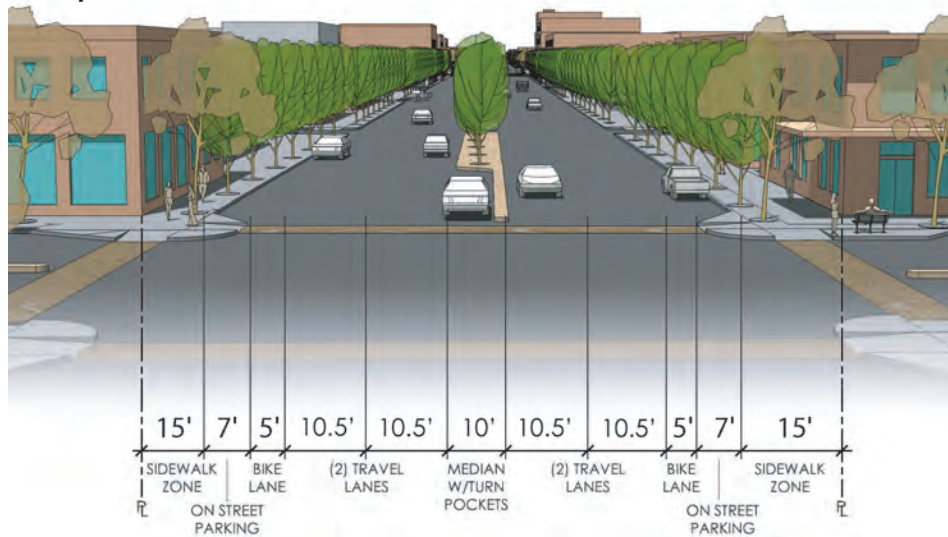 15' 7' 5' 10.5' 10.5' 10' 10.5' 10.5' 5' 7' 15'
SIDEWALK ZONE
ON STREET PARKING
BIKE LANE
(2) TRAVEL LANES
MEDIAN W/TURN POCKETS
(2) TRAVEL LANES
BIKE LANE
ON STREET PARKING
SIDEWALK ZONE
PL
PL